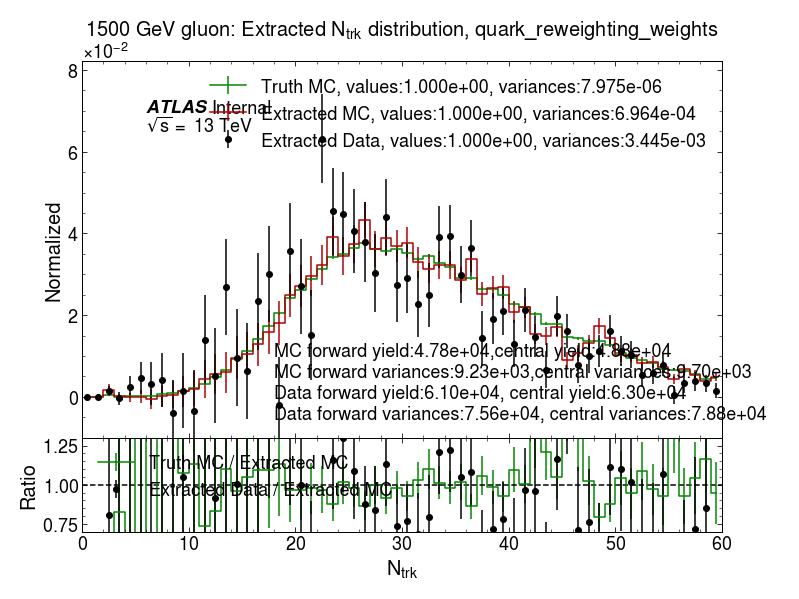 1500 GeV gluon: Extracted Ntrk distribution, quark_reweighting_weights
×10−2
Truth MC, values:1.000e+00, variances:7.975e-06
ATLAS Internal
Extracted MC, values:1.000e+00, variances:6.964e-04
√s = 13 TeV
Extracted Data, values:1.000e+00, variances:3.445e-03
8
6
4
2
0
Normalized
MC forward yield:4.78e+04,central yield:4.88e+04
MC forward variances:9.23e+03,central variances:9.70e+03
Data forward yield:6.10e+04, central yield:6.30e+04
Data forward variances:7.56e+04, central variances:7.88e+04
1.25
1.00
0.75
Ratio
Truth MC / Extracted MC
Extracted Data / Extracted MC
0 10 20 30 40 50 60
Ntrk